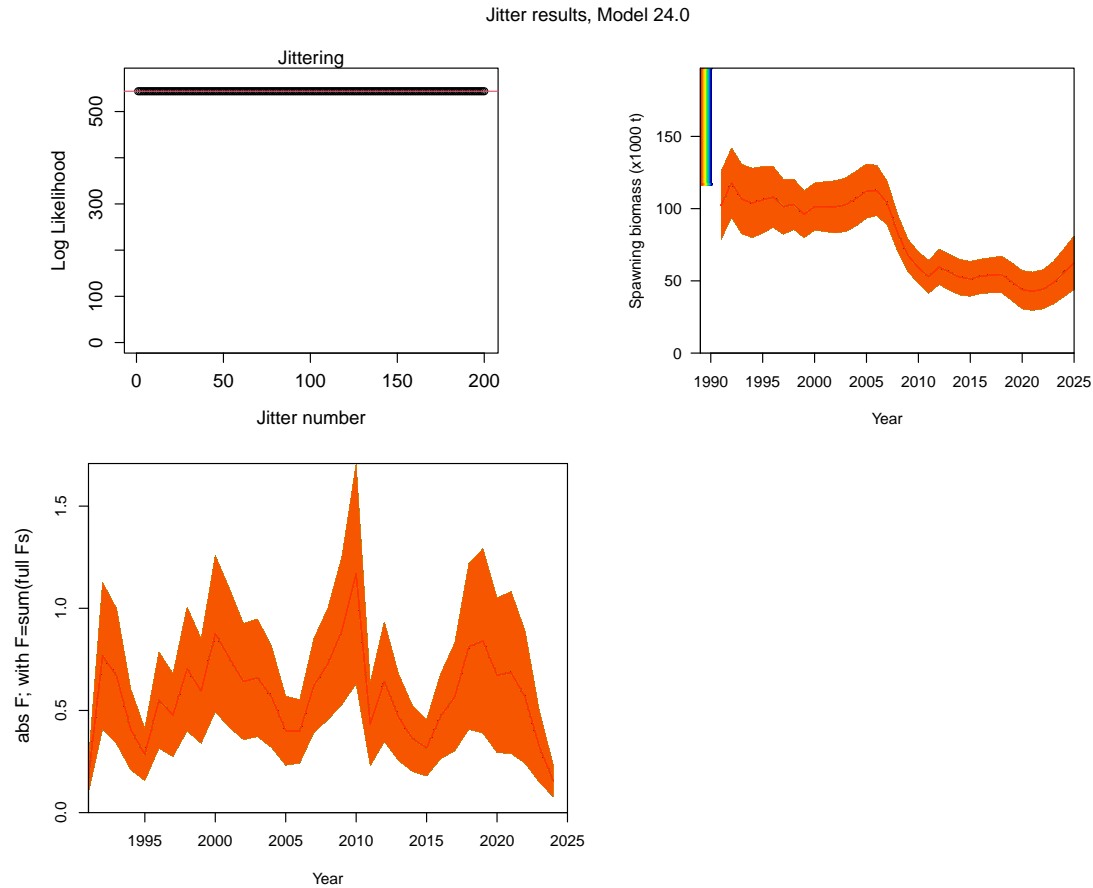 Jitter results, Model 24.0
Jittering
Log Likelihood
0 100 300 500
0 50 100 150 200
Jitter number
Spawning biomass (x1000 t)
0 50 100 150
1990 1995 2000 2005 2010 2015 2020 2025
Year
abs F; with F=sum(full Fs)
0.0 0.5 1.0 1.5
1995 2000 2005 2010 2015 2020 2025
Year